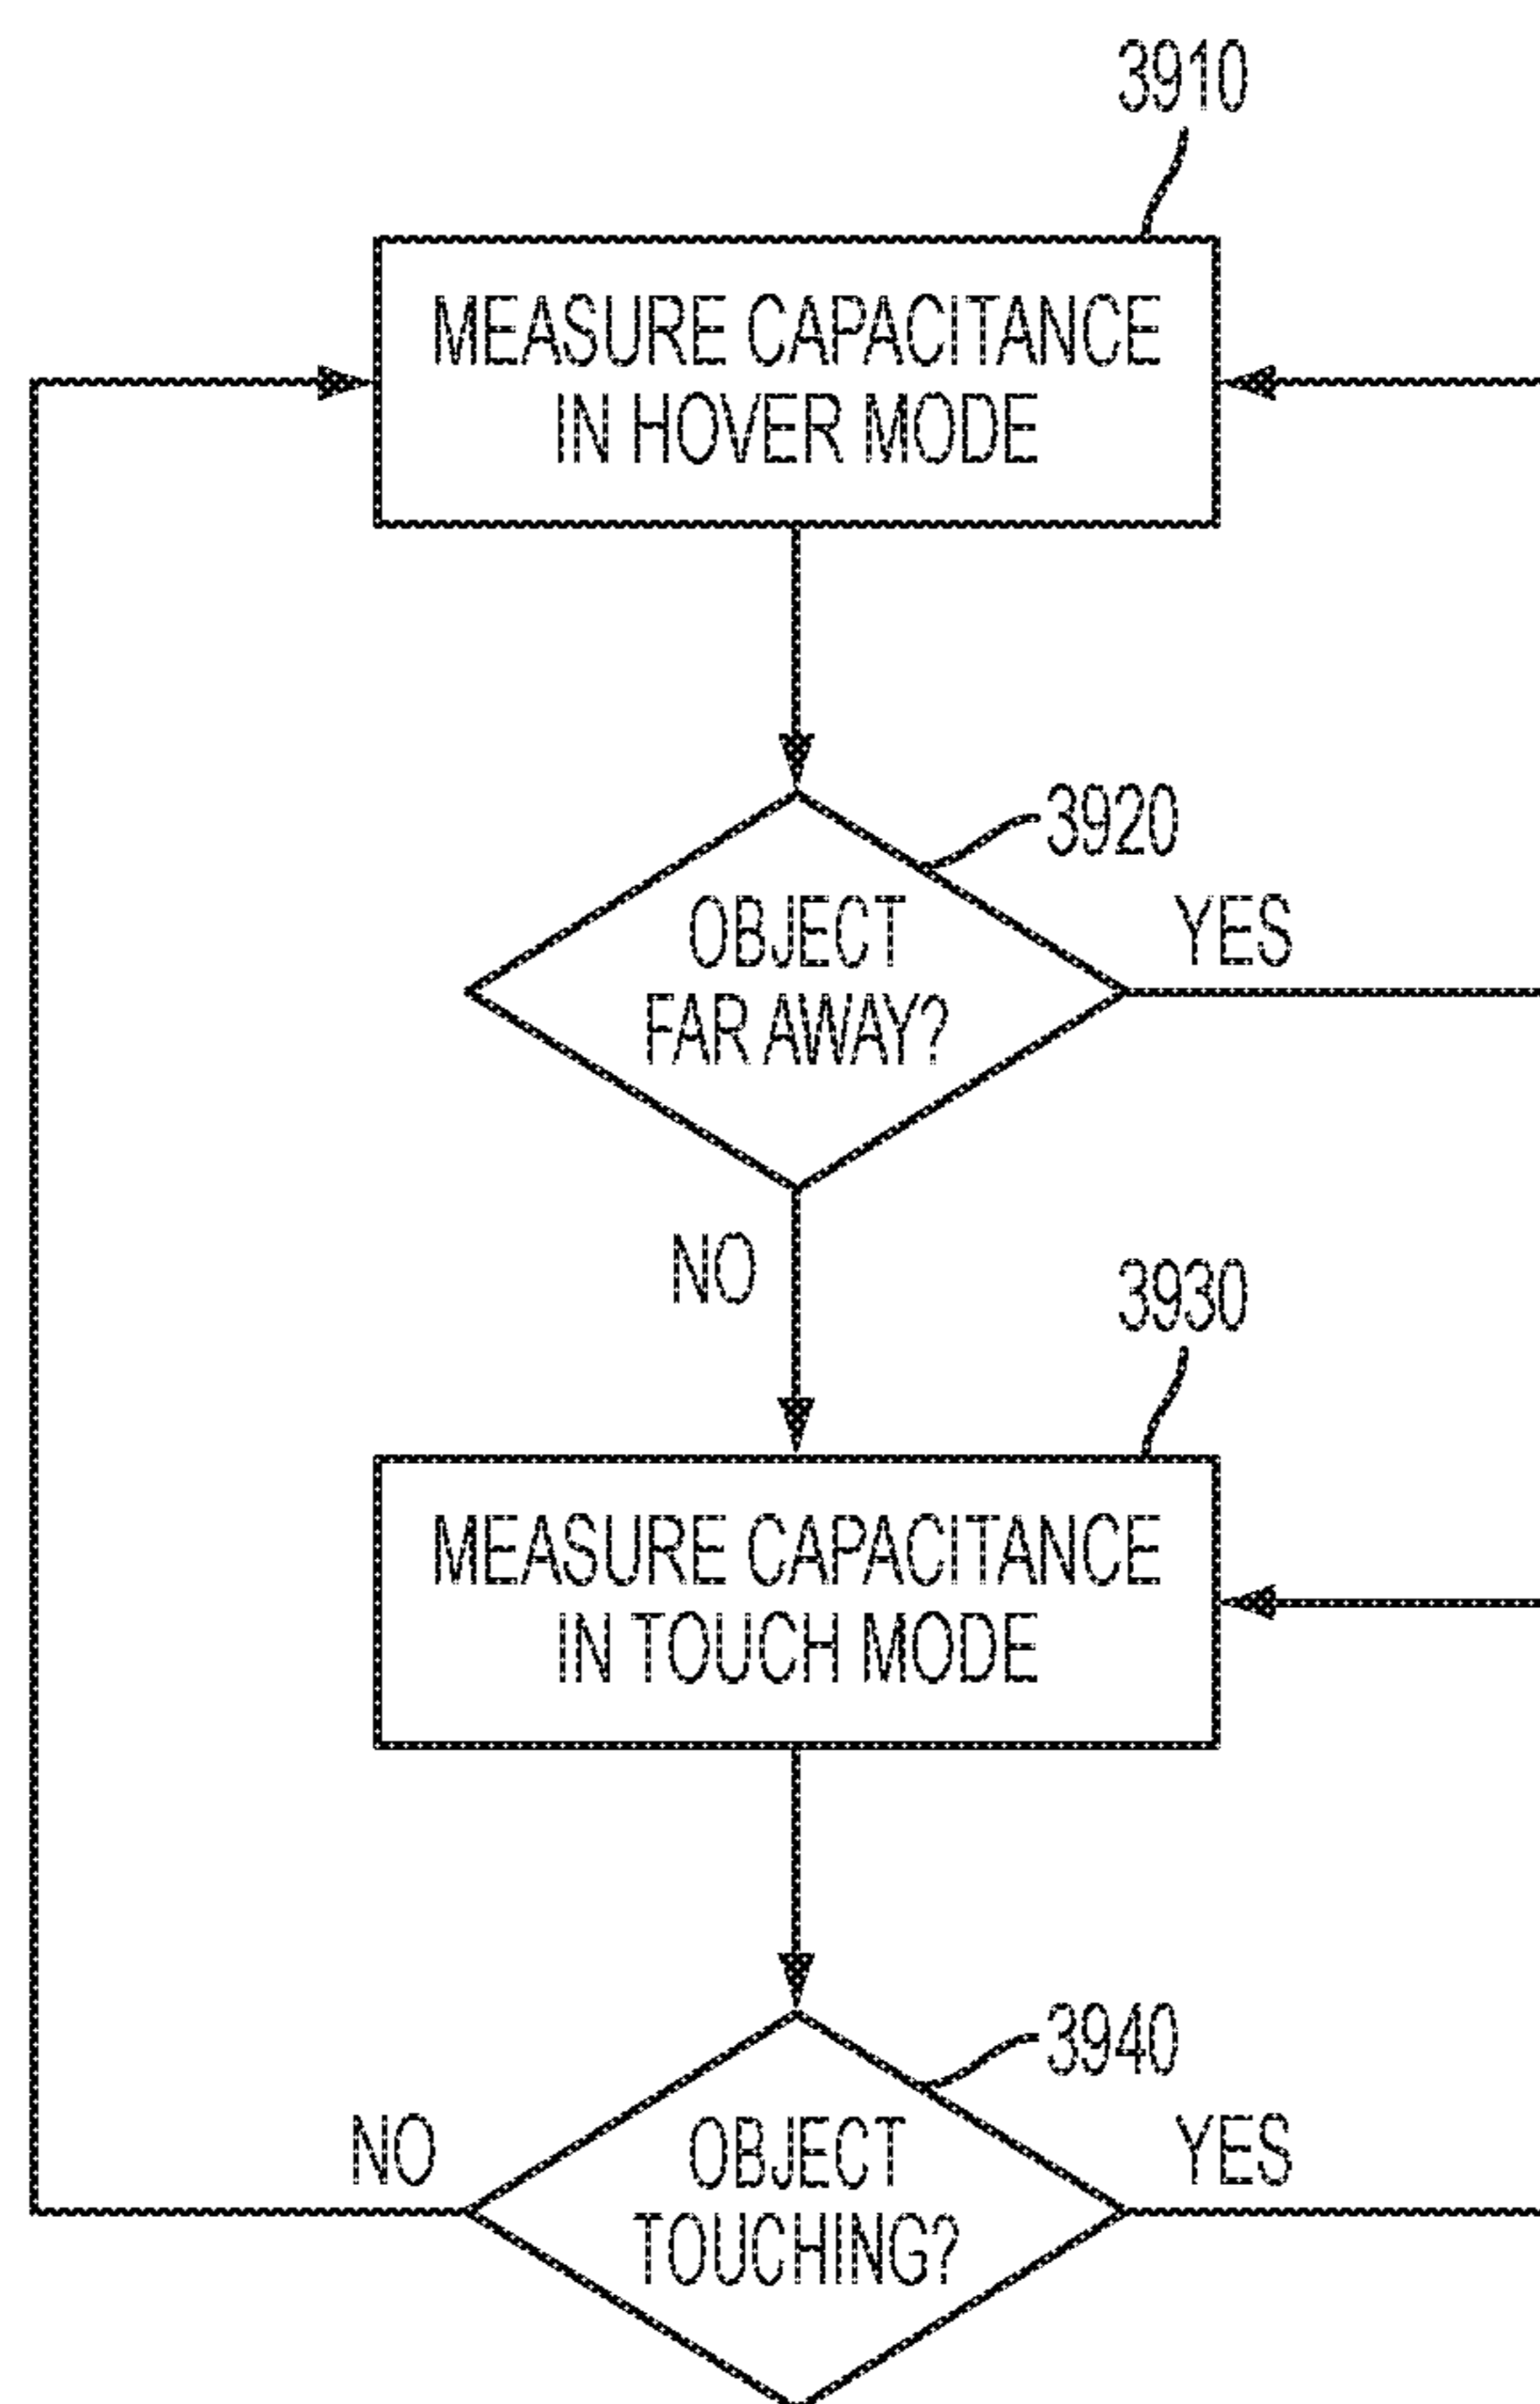 3910
MEASURE CAPACITANCE
IN HOVER MODE
3920
OBJECT
FAR AWAY?
YES
NO
3930
MEASURE CAPACITANCE
IN TOUCH MODE
3940
NO
OBJECT
TOUCHING?
YES